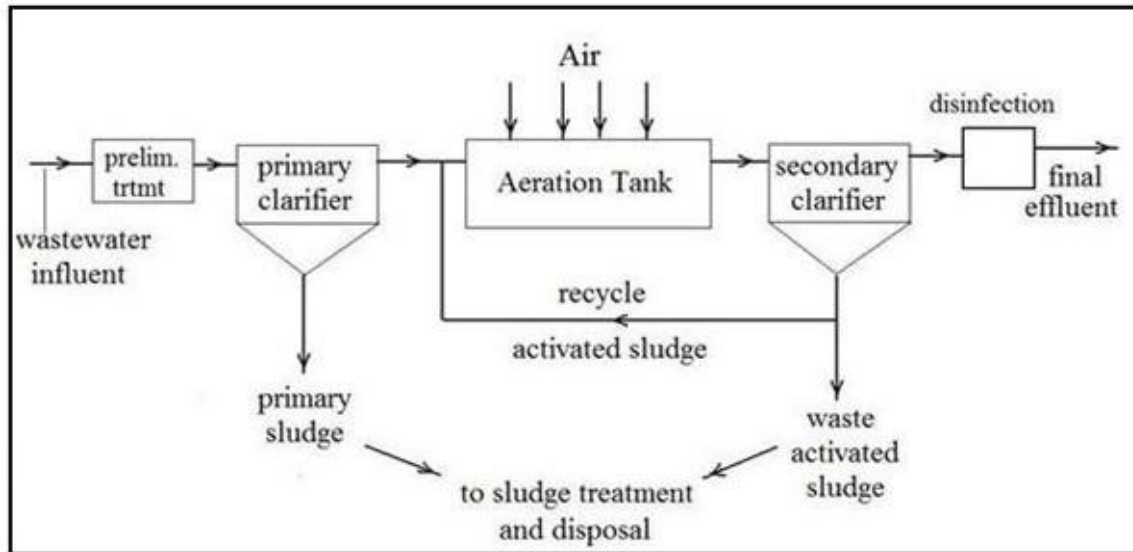 Air
disinfection
prelim.
trtmt
primary
clarifier
Aeration Tank
secondary
clarifier
final
effluent
wastewater
influent
recycle
activated sludge
primary
sludge
waste
activated
sludge
to sludge treatment
and disposal